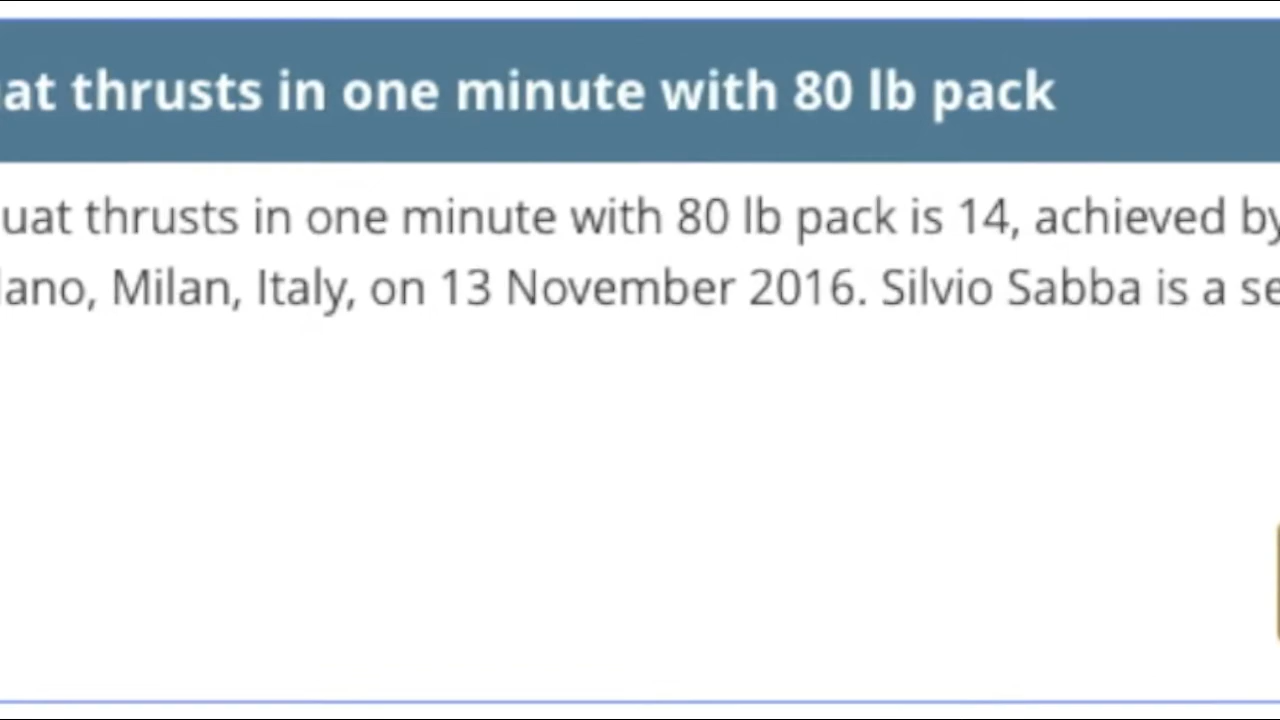 at thrusts in one minute with 80 lb pack
uat thrusts in one minute with 80 lb pack is 14, achieved by
lano, Milan, Italy, on 13 November 2016. Silvio Sabba is a se